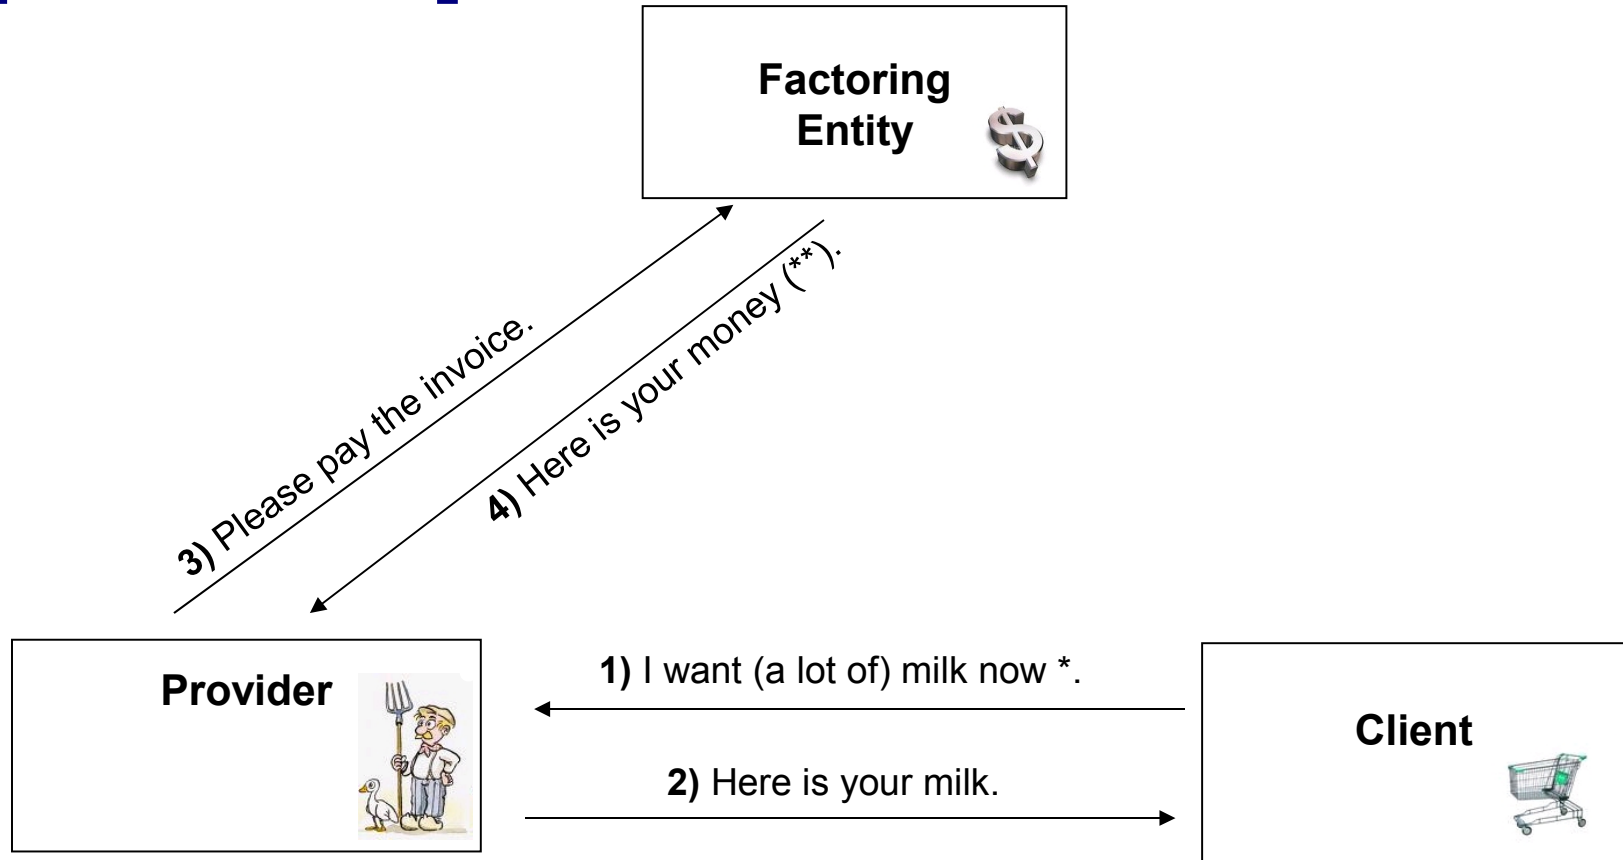 Factoring
Entity
3) Please pay the invoice.
4) Here is your money (**).
Provider
1) I want (a lot of) milk now *.
Client
2) Here is your milk.